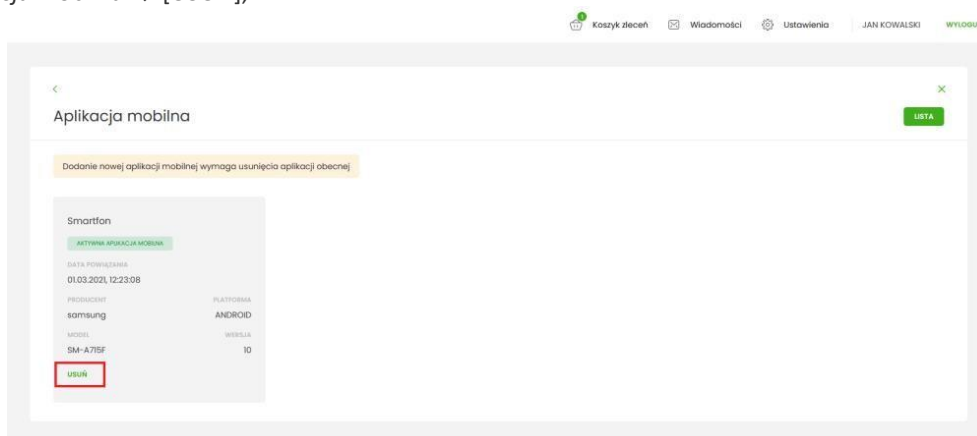 1
Koszyk zleceń Wiadomości Ustawienia JAN KOWALSKI WYLOGU
Aplikacja mobilna
LISTA
Dodanie nowej aplikacji mobilnej wymaga usunięcia aplikacji obecnej
Smartfon
AKTYWNA APLIKACJA MOBILNA
DATA POWIĄZANIA
01.03.2021, 12:23:08
PRODUCENT PLATFORMA
samsung ANDROID
MODEL WERSJA
SM-A715F 10
USUŃ